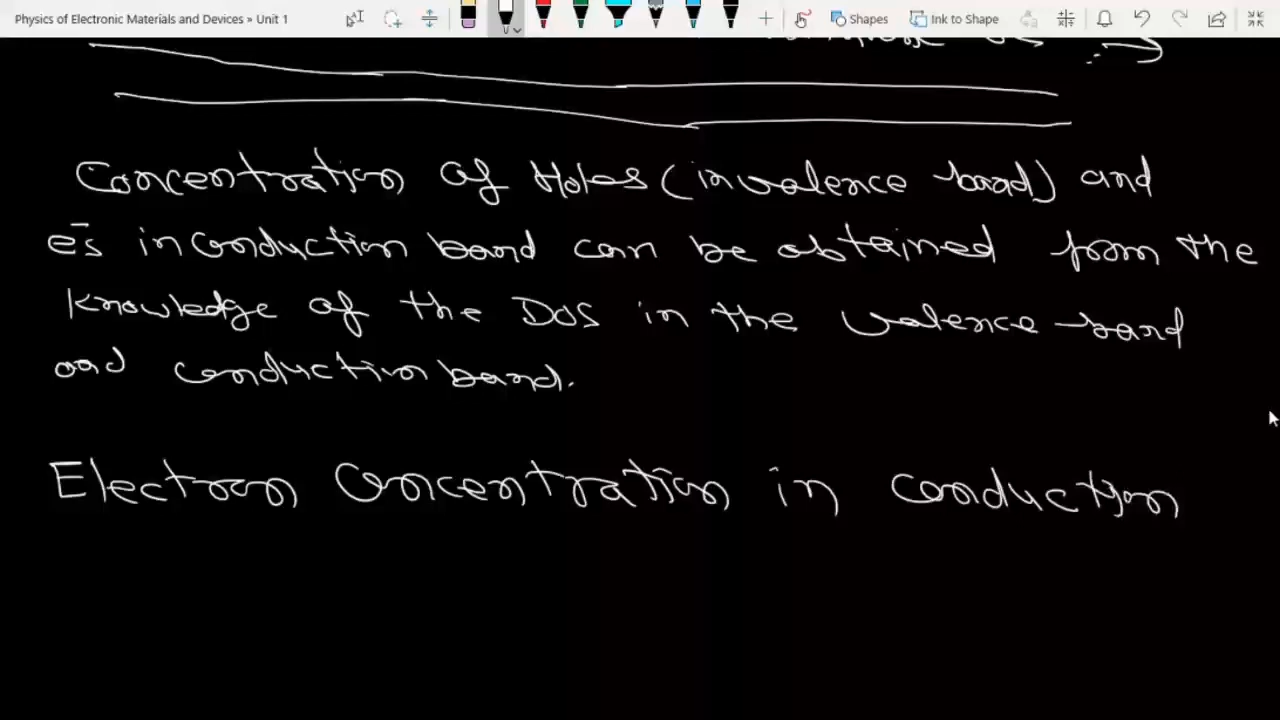 Physics of Electronic Materials and Devices » Unit 1
Shapes
Ink to Shape
Concentration of Holes (in valence band) and
e⁻s in conduction band can be obtained from the
knowledge of the DOS in the valence band
and conduction band.
Electron Concentration in conduction